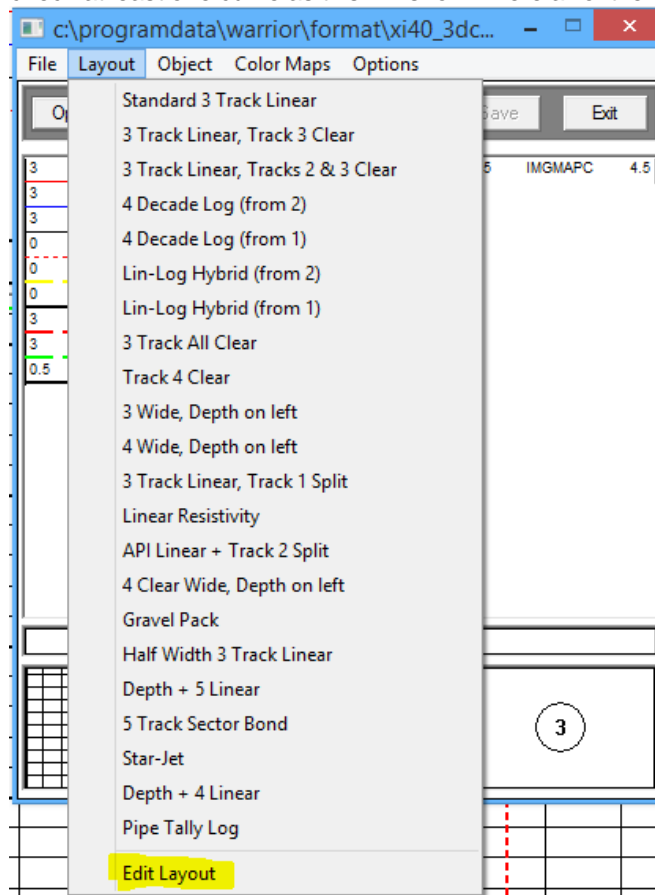 c:\programdata\warrior\format\xi40_3dc...
File Layout Object Color Maps Options
Exit
Standard 3 Track Linear
3 Track Linear, Track 3 Clear
3 Track Linear, Tracks 2 & 3 Clear
4 Decade Log (from 2)
4 Decade Log (from 1)
Lin-Log Hybrid (from 2)
Lin-Log Hybrid (from 1)
3 Track All Clear
Track 4 Clear
3 Wide, Depth on left
4 Wide, Depth on left
3 Track Linear, Track 1 Split
Linear Resistivity
API Linear + Track 2 Split
4 Clear Wide, Depth on left
Gravel Pack
Half Width 3 Track Linear
Depth + 5 Linear
5 Track Sector Bond
Star-Jet
Depth + 4 Linear
Pipe Tally Log
Edit Layout
3
3
3
0
0
0
3
3
0.5
5 IMGMAPC 4.5
3